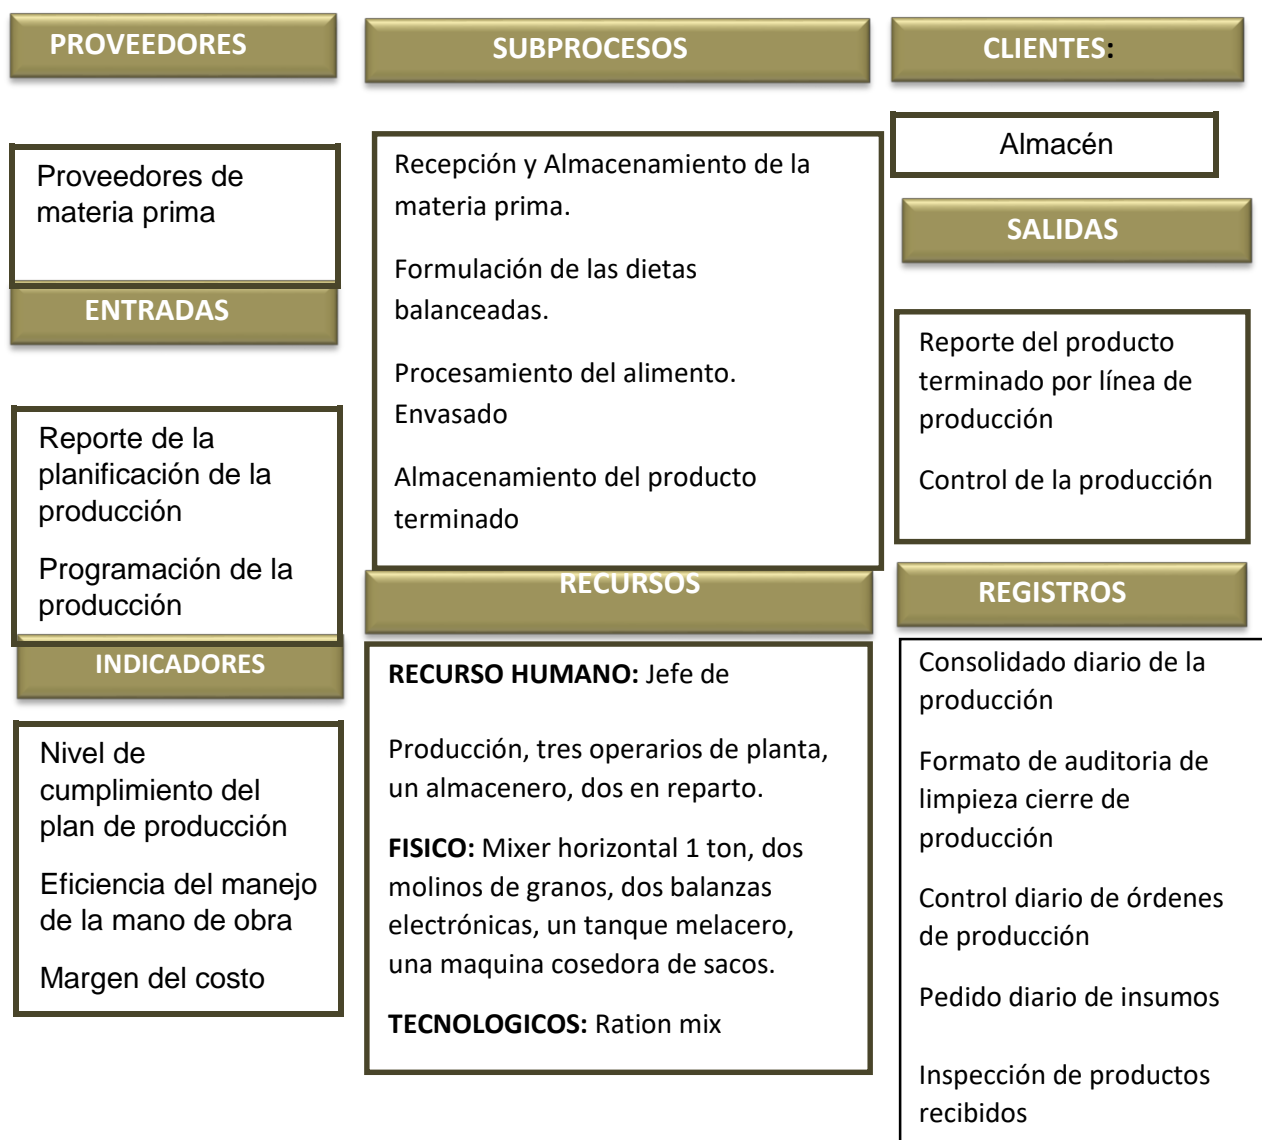 PROVEEDORES
Proveedores de
materia prima
ENTRADAS
Reporte de la
planificación de la
producción
Programación de la
producción
INDICADORES
Nivel de
cumplimiento del
plan de producción
Eficiencia del manejo
de la mano de obra
Margen del costo
SUBPROCESOS
Recepción y Almacenamiento de la
materia prima.
Formulación de las dietas
balanceadas.
Procesamiento del alimento.
Envasado
Almacenamiento del producto
terminado
RECURSOS
RECURSO HUMANO: Jefe de
Producción, tres operarios de planta,
un almacenero, dos en reparto.
FISICO: Mixer horizontal 1 ton, dos
molinos de granos, dos balanzas
electrónicas, un tanque melacero,
una maquina cosedora de sacos.
TECNOLOGICOS: Ration mix
CLIENTES:
Almacén
SALIDAS
Reporte del producto
terminado por línea de
producción
Control de la producción
REGISTROS
Consolidado diario de la
producción
Formato de auditoria de
limpieza cierre de
producción
Control diario de órdenes
de producción
Pedido diario de insumos
Inspección de productos
recibidos